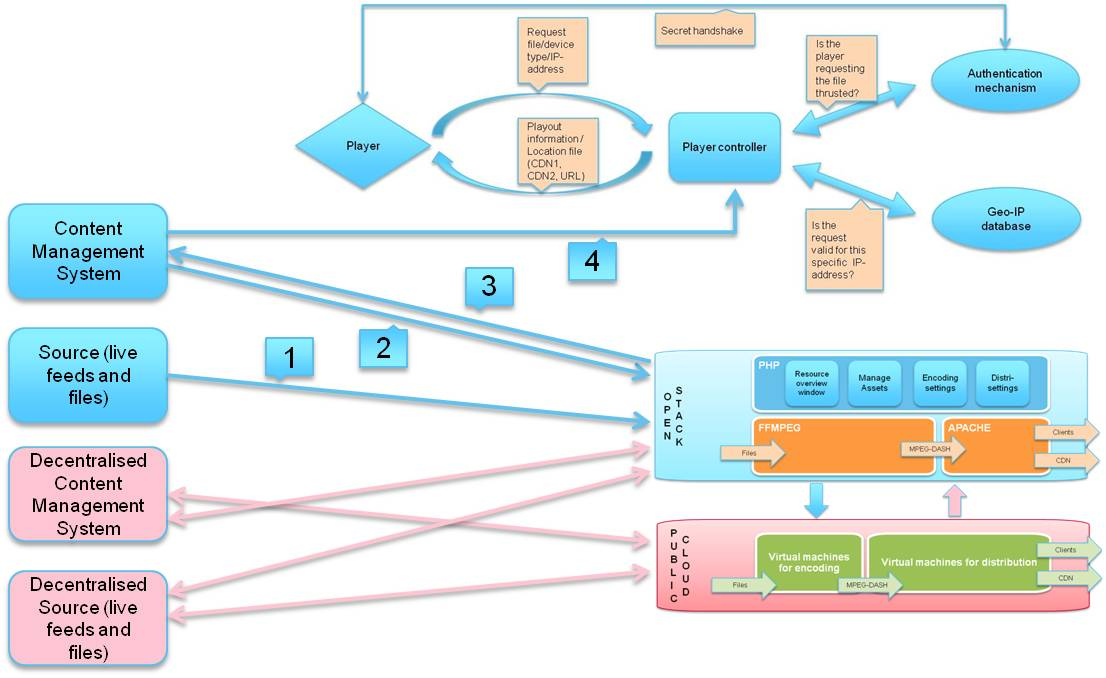 Request
file/device
type/IP-
address
Secret handshake
Is the
player
requesting
the file
thrusted?
Authentication
mechanism
Player
Playout
information /
Location file
(CDN1,
CDN2, URL)
Player controller
Content
Management
System
4
Is the
request
valid for this
specific IP-
address?
Geo-IP
database
3
Source (live
feeds and
files)
1
2
OPEN
STACK
PHP
Resource
overview
window
Manage
Assets
Encoding
settings
Distri-
settings
FFMPEG
APACHE
Files
MPEG-DASH
Clients
CDN
Decentralised
Content
Management
System
Decentralised
Source (live
feeds and
files)
PUBLIC
CLOUD
Virtual machines
for encoding
Virtual machines for distribution
Files
MPEG-DASH
Clients
CDN